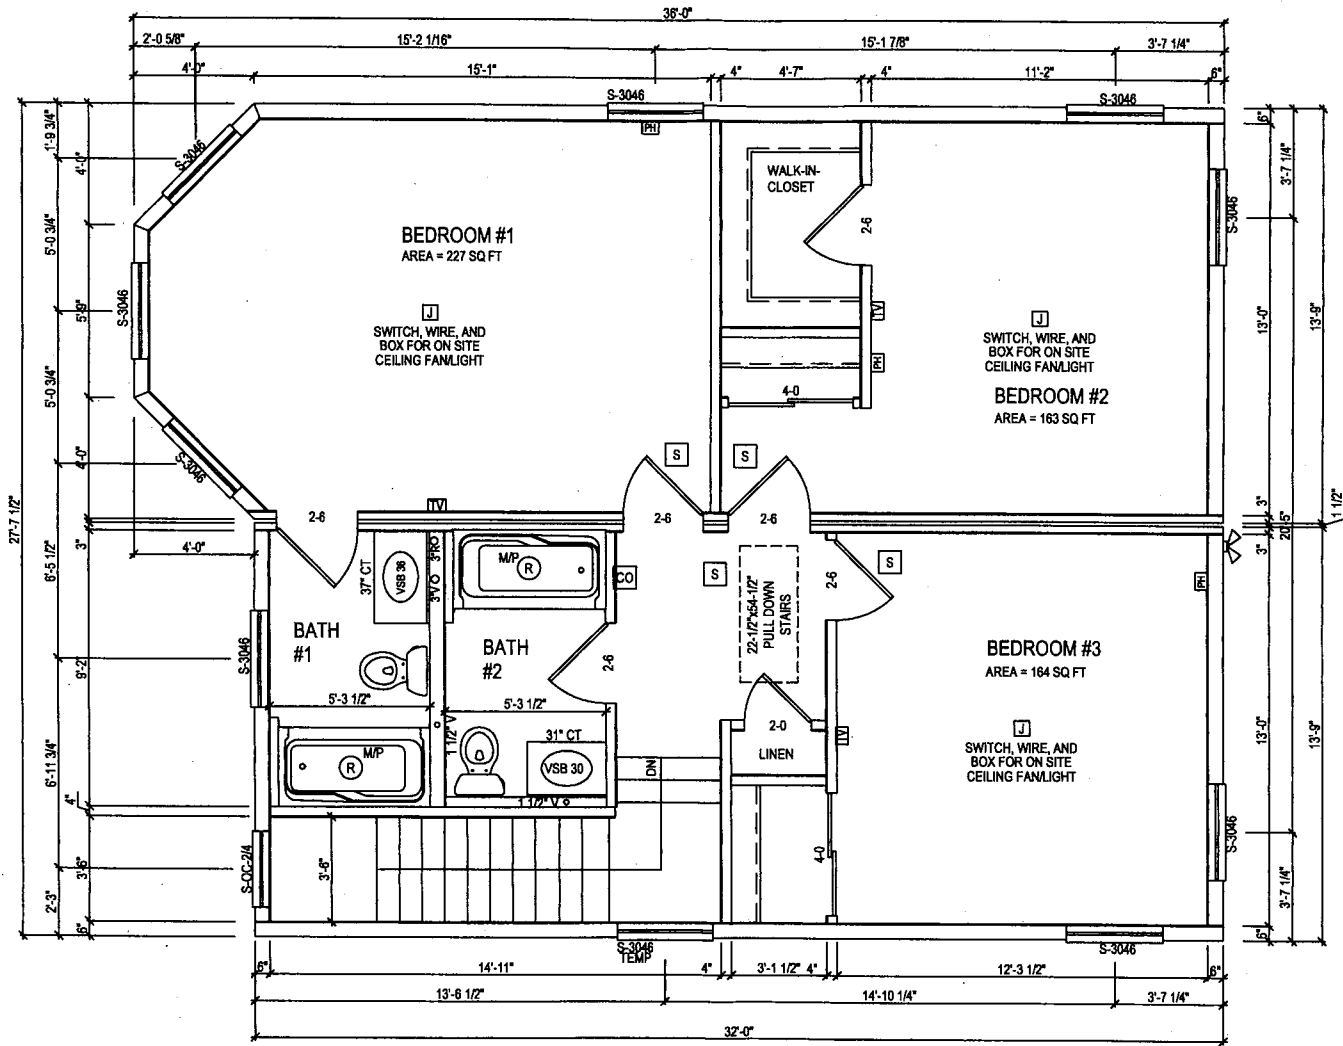 36'-0"
2'-0 5/8"
15'-2 1/16"
15'-1 7/8"
3'-7 1/4"
4'-0"
15'-1"
4"
4'-7"
4"
11'-2"
6"
S-3046
S-3046
PH
1'-9 3/4"
4'-0"
S-3046
6"
3'-7 1/4"
WALK-IN-
CLOSET
2-6
S-3046
5'-0 3/4"
BEDROOM #1
AREA = 227 SQ FT
S-3046
5'-9"
J
SWITCH, WIRE, AND
BOX FOR ON SITE
CEILING FAN/LIGHT
TV
J
SWITCH, WIRE, AND
BOX FOR ON SITE
CEILING FAN/LIGHT
13'-0"
13'-9"
PH
5'-0 3/4"
4-0
BEDROOM #2
AREA = 163 SQ FT
4'-0"
S-3046
S
S
27'-7 1/2"
TV
2-6
2-6
2-6
3"
1 1/2"
20'-5"
4'-0"
3"
3"
6'-5 1/2"
37" CT
VSB 36
3"R
3"V
M/P
R
CO
S
22-1/2"x54-1/2"
PULL DOWN
STAIRS
2-6
S
PH
BATH
#1
BATH
#2
2-6
BEDROOM #3
AREA = 164 SQ FT
S-3046
9'-2"
5'-3 1/2"
5'-3 1/2"
1 1/2" V
31" CT
VSB 30
2-0
LINEN
TV
J
SWITCH, WIRE, AND
BOX FOR ON SITE
CEILING FAN/LIGHT
13'-0"
13'-9"
6'-11 3/4"
M/P
R
DN
4"
1 1/2" V
S-OC-2/4
3'-6"
3'-6"
4-0
S-3046
2'-3"
3'-7 1/4"
6"
6"
S-3046
TEMP
S-3046
6"
14'-11"
4"
3'-1 1/2"
4"
12'-3 1/2"
6"
13'-6 1/2"
14'-10 1/4"
3'-7 1/4"
32'-0"